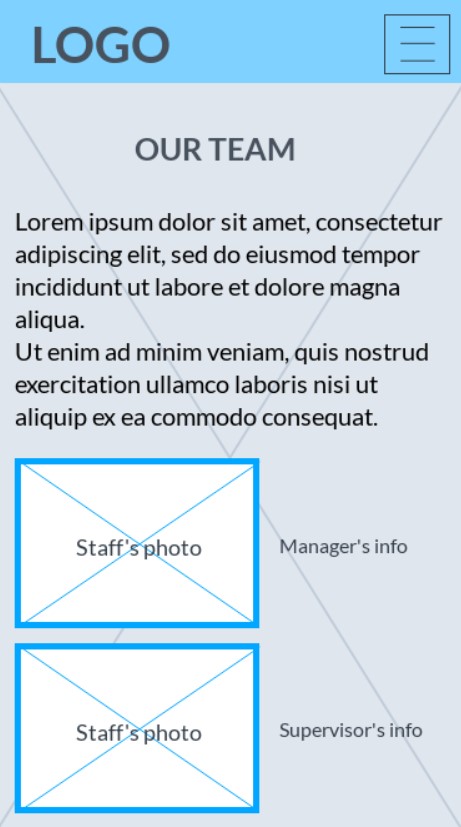 LOGO
OUR TEAM
Lorem ipsum dolor sit amet, consectetur
adipiscing elit, sed do eiusmod tempor
incididunt ut labore et dolore magna
aliqua.
Ut enim ad minim veniam, quis nostrud
exercitation ullamco laboris nisi ut
aliquip ex ea commodo consequat.
Staff's photo
Manager's info
Staff's photo
Supervisor's info